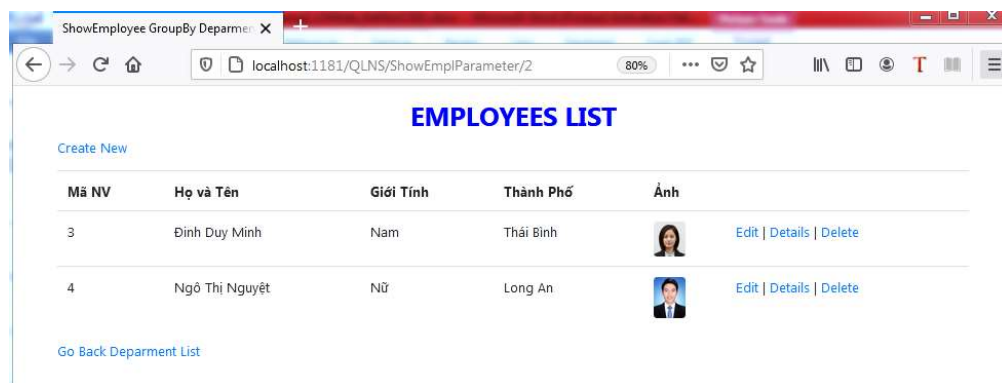 ShowEmployee GroupBy Deparmen
localhost:1181/QLNS/ShowEmplParameter/2
80%
EMPLOYEES LIST
Create New
Mã NV Họ và Tên Giới Tính Thành Phố Ảnh
3 Đinh Duy Minh Nam Thái Bình Edit | Details | Delete
4 Ngô Thị Nguyệt Nữ Long An Edit | Details | Delete
Go Back Deparment List